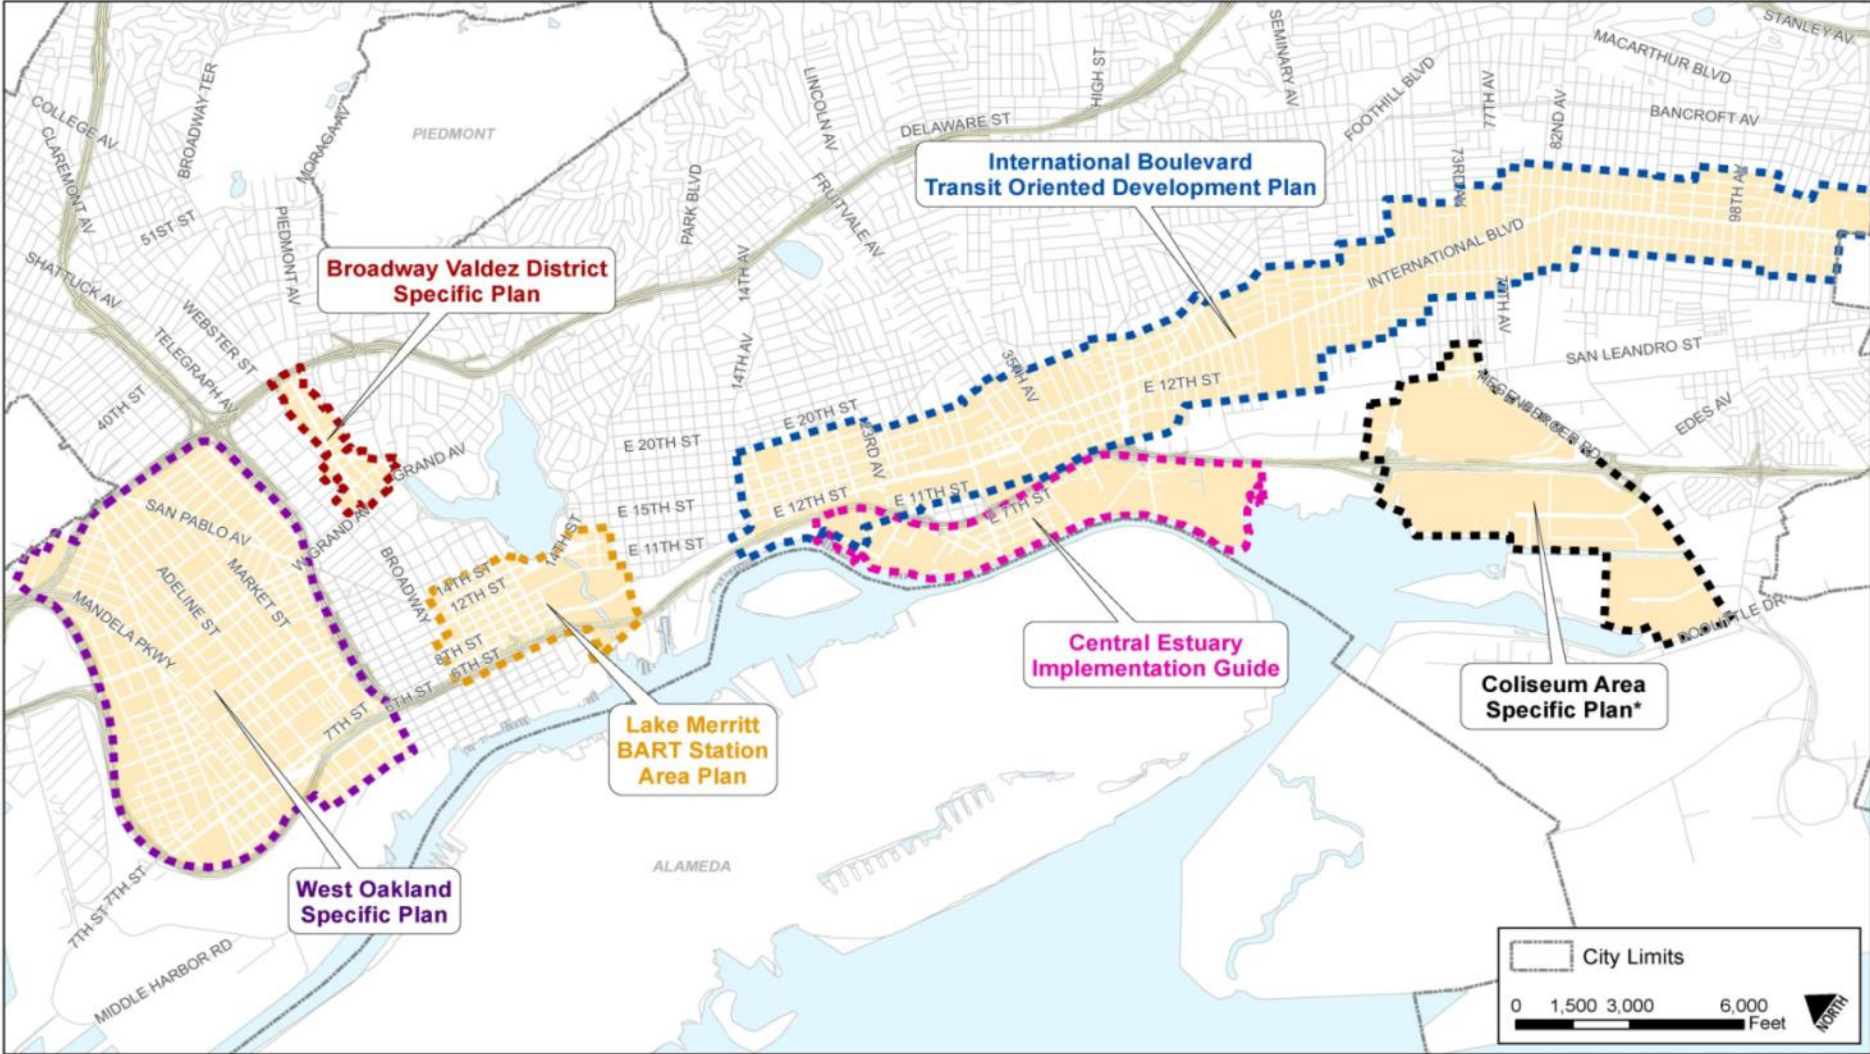 STANLEY AV
SEMINARY AV
MACARTHUR BLVD
HIGH ST
LINCOLN AV
BROADWAY TER
FOOTHILL BLVD
77TH AV
82ND AV
BANCROFT AV
COLLEGE AV
MORAGA AV
PIEDMONT
DELAWARE ST
CLAREMONT AV
International Boulevard
Transit Oriented Development Plan
73RD AV
98TH AV
PARK BLVD
FRUITVALE AV
51ST ST
PIEDMONT AV
INTERNATIONAL BLVD
SHATTUCK AV
Broadway Valdez District
Specific Plan
14TH AV
WEBSTER ST
TELEGRAPH AV
14TH AV
35TH AV
SAN LEANDRO ST
E 12TH ST
HEGENBERGER RD
40TH ST
E 20TH ST
E 20TH ST
23RD AV
EDES AV
GRAND AV
SAN PABLO AV
W GRAND AV
E 15TH ST
E 12TH ST
E 11TH ST
E 7TH ST
14TH ST
E 11TH ST
BROADWAY
14TH ST
12TH ST
MARKET ST
ADELINE ST
MANDELA PKWY
8TH ST
6TH ST
DOOLITTLE DR
Central Estuary
Implementation Guide
Coliseum Area
Specific Plan*
6TH ST
7TH ST
Lake Merritt
BART Station
Area Plan
ALAMEDA
West Oakland
Specific Plan
7TH ST
7TH ST
MIDDLE HARBOR RD
City Limits
0 1,500 3,000 6,000
Feet
NORTH